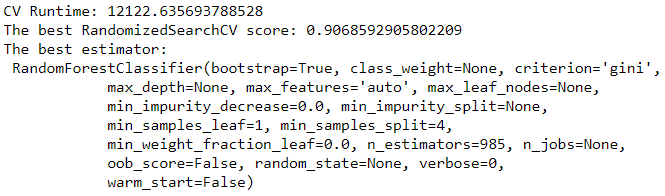 CV Runtime: 12122.635693788528
The best RandomizedSearchCV score: 0.9068592905802209
The best estimator:
RandomForestClassifier(bootstrap=True, class_weight=None, criterion='gini',
max_depth=None, max_features='auto', max_leaf_nodes=None,
min_impurity_decrease=0.0, min_impurity_split=None,
min_samples_leaf=1, min_samples_split=4,
min_weight_fraction_leaf=0.0, n_estimators=985, n_jobs=None,
oob_score=False, random_state=None, verbose=0,
warm_start=False)